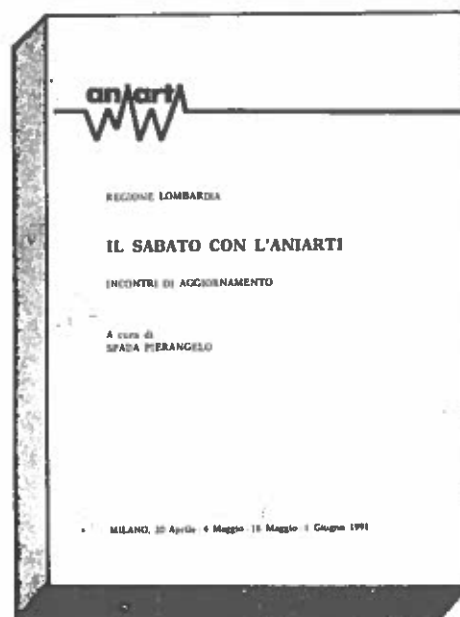 aniarti
REGIONE LOMBARDIA
IL SABATO CON L'ANIARTI
INCONTRI DI AGGIORNAMENTO
A cura di
SPADA PIERANGELO
MILANO, 20 Aprile 4 Maggio 18 Maggio 1 Giugno 1991